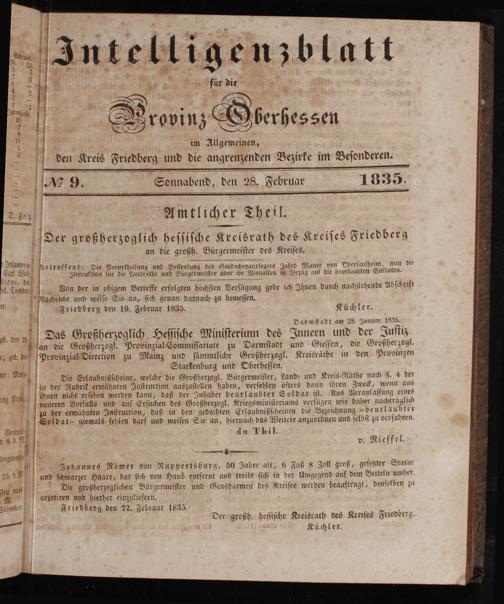 Intelligenzblatt
für die
Provinz Oberhessen
im Allgemeinen,
den Kreis Friedberg und die angrenzenden Bezirke im Besonderen.
№ 9. Sonnabend, den 28. Februar 1835.
Amtlicher Theil.
Der großherzoglich hessische Kreisrath des Kreises Friedberg
an die großh. Bürgermeister des Kreises.
Betreffend: Die Verurtheilung und Bestrafung des Gardechevauxlegers Jakob Mauer von Obersaulheim, nun die
Instruktion für die Landräthe und Bürgermeister über ihr Verhalten in Bezug auf die beurlaubten Soldaten.
Von der in obigem Betreffe erfolgten höchsten Verfügung gebe ich Ihnen durch nachstehende Abschrift
Nachricht und weise Sie an, sich genau darnach zu bemessen.
Friedberg den 19. Februar 1835. Küchler.
Darmstadt am 28. Januar 1835.
Das Großherzoglich Hessische Ministerium des Innern und der Justiz
an die Großherzogl. Provinzial-Commissariate zu Darmstadt und Giessen, die Großherzogl.
Provinzial-Direction zu Mainz und sämmtliche Großherzogl. Kreisräthe in den Provinzen
Starkenburg und Oberhessen.
Die Erlaubnißscheine, welche die Großherzogl. Bürgermeister, Land- und Kreis-Räthe nach §. 4 der
in der Rubrik erwähnten Instruktion auszustellen haben, verfehlen öfters dann ihren Zweck, wenn aus
ihnen nicht ersehen werden kann, daß der Inhaber beurlaubter Soldat ist. Aus Veranlassung eines
neueren Vorfalls und auf Ersuchen des Großherzogl. Kriegsministeriums verfügen wir daher nachträglich
zu der erwähnten Instruction, daß in den gedachten Erlaubnißscheinen die Bezeichnung »beurlaubter
Soldat« niemals fehlen darf und weisen Sie an, hiernach das Weitere anzuordnen und selbst zu verfahren.
du Thil.
v. Rieffel.
Johannes Römer von Ruppertsburg, 50 Jahre alt, 6 Fuß 8 Zoll groß, gesetzter Statur
und schwarzer Haare, hat sich von Haus entfernt und treibt sich in der Umgegend auf dem Betteln umher.
Die großherzoglichen Bürgermeister und Gensdarmen des Kreises werden beauftragt, denselben zu
arretiren und hierher einzuliefern.
Friedberg den 22. Februar 1835.
Der großh. hessische Kreisrath des Kreises Friedberg.
Küchler.